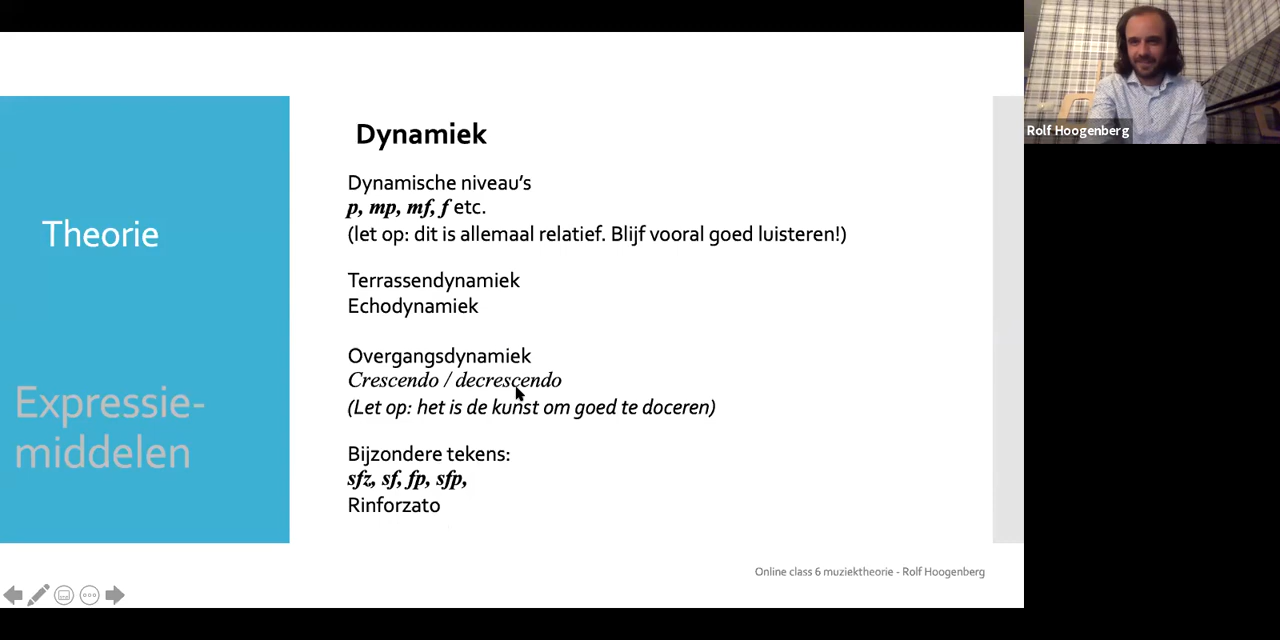 Theorie
Expressie-
middelen
Dynamiek
Dynamische niveau's
p, mp, mf, f etc.
(let op: dit is allemaal relatief. Blijf vooral goed luisteren!)
Terrassendynamiek
Echodynamiek
Overgangsdynamiek
Crescendo / decrescendo
(Let op: het is de kunst om goed te doceren)
Bijzondere tekens:
sfz, sf, fp, sfp,
Rinforzato
Online class 6 muziektheorie - Rolf Hoogenberg
Rolf Hoogenberg